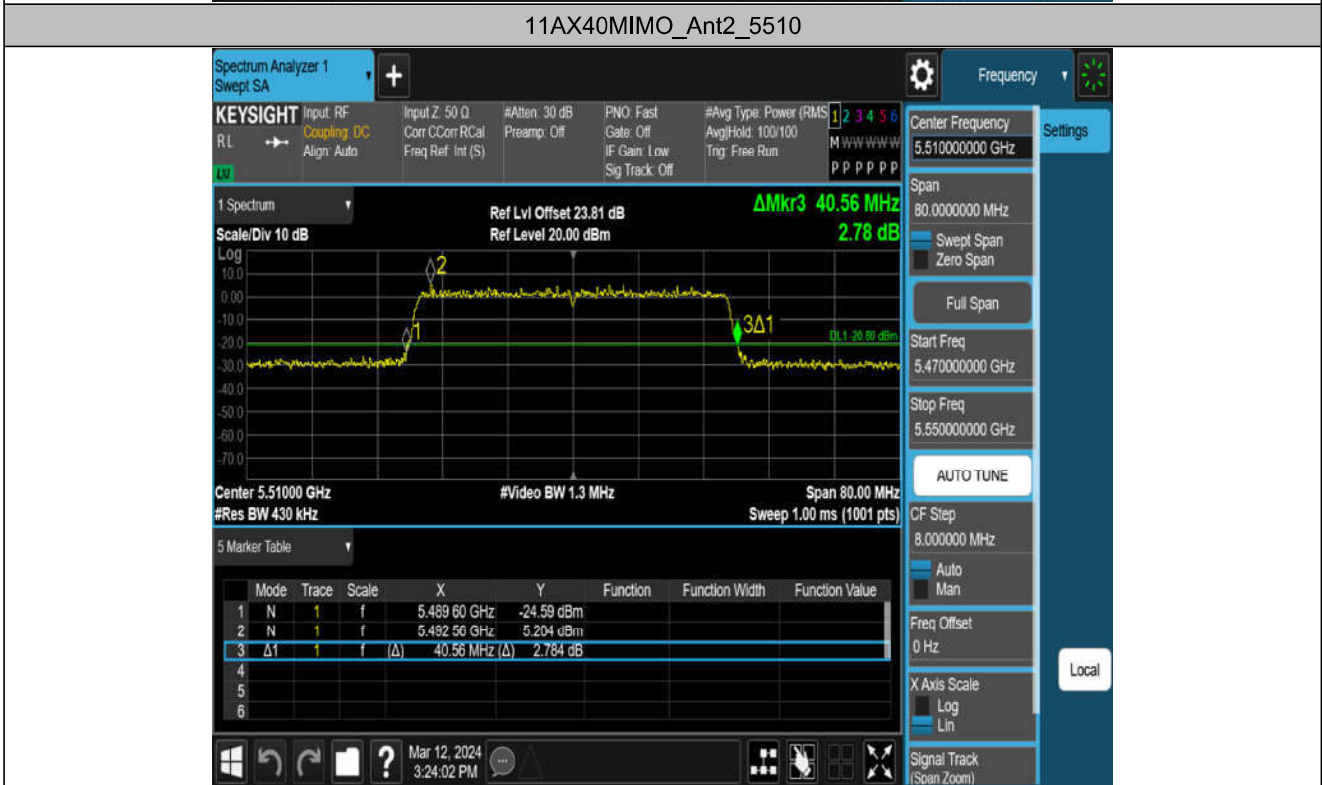 11AX40MIMO_Ant2_5510
Spectrum Analyzer 1
Swept SA
+
Frequency
KEYSIGHT
RL
LXI
Input: RF
Coupling: DC
Align: Auto
Input Z: 50 Ω
Corr CCorr RCal
Freq Ref: Int (S)
#Atten: 30 dB
Preamp: Off
PNO: Fast
Gate: Off
IF Gain: Low
Sig Track: Off
#Avg Type: Power (RMS
Avg|Hold: 100/100
Trig: Free Run
1 2 3 4 5 6
M W W W W W
P P P P P P
Center Frequency
5.510000000 GHz
Settings
1 Spectrum
Scale/Div 10 dB
Ref Lvl Offset 23.81 dB
Ref Level 20.00 dBm
ΔMkr3 40.56 MHz
2.78 dB
Span
80.0000000 MHz
Swept Span
Zero Span
Full Span
Log
10.0
0.00
-10.0
-20.0
-30.0
-40.0
-50.0
-60.0
-70.0
2
1
3Δ1
DL1 -20.80 dBm
Start Freq
5.470000000 GHz
Stop Freq
5.550000000 GHz
AUTO TUNE
Center 5.51000 GHz
#Res BW 430 kHz
#Video BW 1.3 MHz
Span 80.00 MHz
Sweep 1.00 ms (1001 pts)
CF Step
8.000000 MHz
Auto
Man
5 Marker Table
Mode Trace Scale X Y Function Function Width Function Value
1 N 1 f 5.489 60 GHz -24.59 dBm
2 N 1 f 5.492 56 GHz 5.204 dBm
3 Δ1 1 f (Δ) 40.56 MHz (Δ) 2.784 dB
4
5
6
Freq Offset
0 Hz
Local
X Axis Scale
Log
Lin
Signal Track
(Span Zoom)
?
Mar 12, 2024
3:24:02 PM